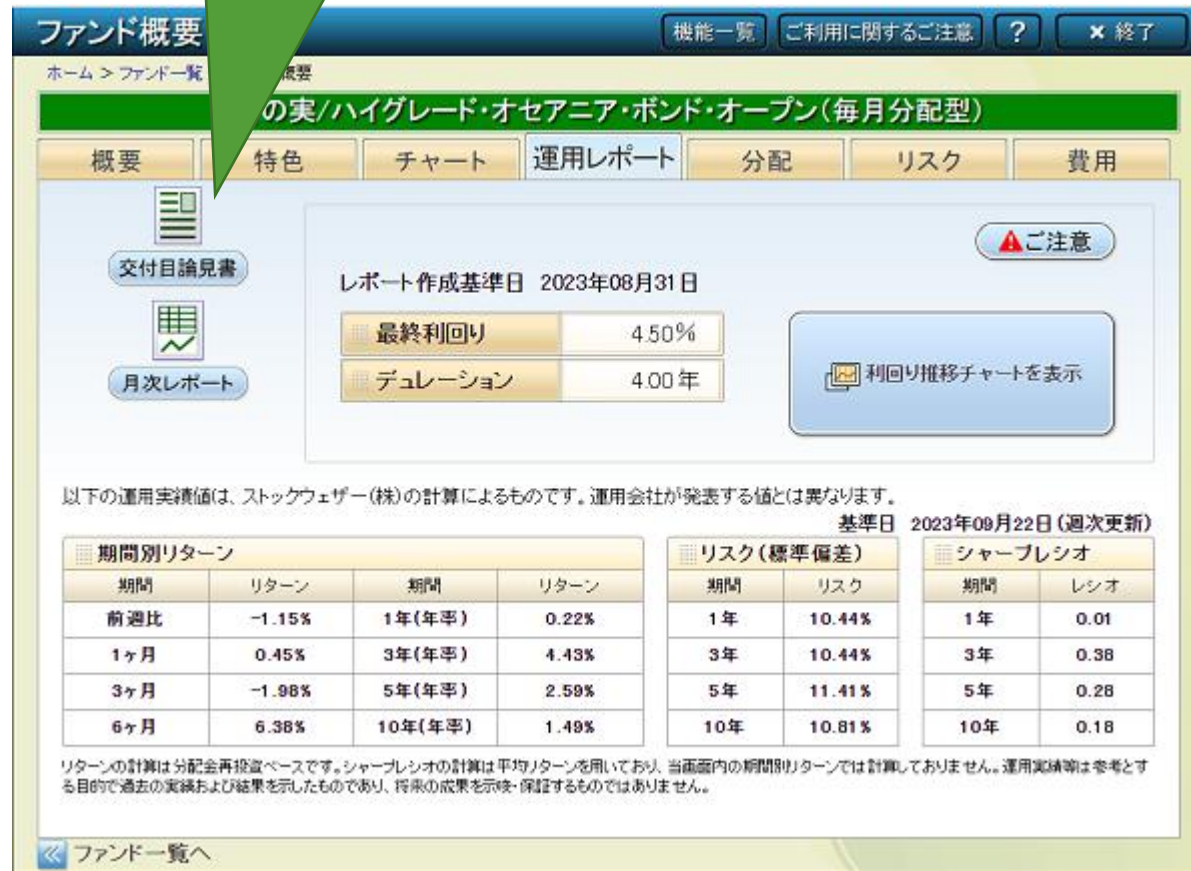 ファンド概要
機能一覧 ご利用に関するご注意 ? × 終了
ホーム > ファンド一覧 概要
の実/ハイグレード・オセアニア・ボンド・オープン(毎月分配型)
概要 特色 チャート 運用レポート 分配 リスク 費用
交付目論見書
月次レポート
ご注意
レポート作成基準日 2023年08月31日
最終利回り 4.50%
デュレーション 4.00年
利回り推移チャートを表示
以下の運用実績値は、ストックウェザー(株)の計算によるものです。運用会社が発表する値とは異なります。
基準日 2023年09月22日(週次更新)
期間別リターン リスク(標準偏差) シャープレシオ
期間 リターン 期間 リターン 期間 リスク 期間 レシオ
前週比 -1.15% 1年(年率) 0.22% 1年 10.44% 1年 0.01
1ヶ月 0.45% 3年(年率) 4.43% 3年 10.44% 3年 0.38
3ヶ月 -1.98% 5年(年率) 2.59% 5年 11.41% 5年 0.28
6ヶ月 6.38% 10年(年率) 1.49% 10年 10.81% 10年 0.18
リターンの計算は分配金再投資ベースです。シャープレシオの計算は平均リターンを用いており、当画面内の期間別リターンでは計算しておりません。運用実績等は参考とす
る目的で過去の実績および結果を示したものであり、将来の成果を示唆・保証するものではありません。
ファンド一覧へ